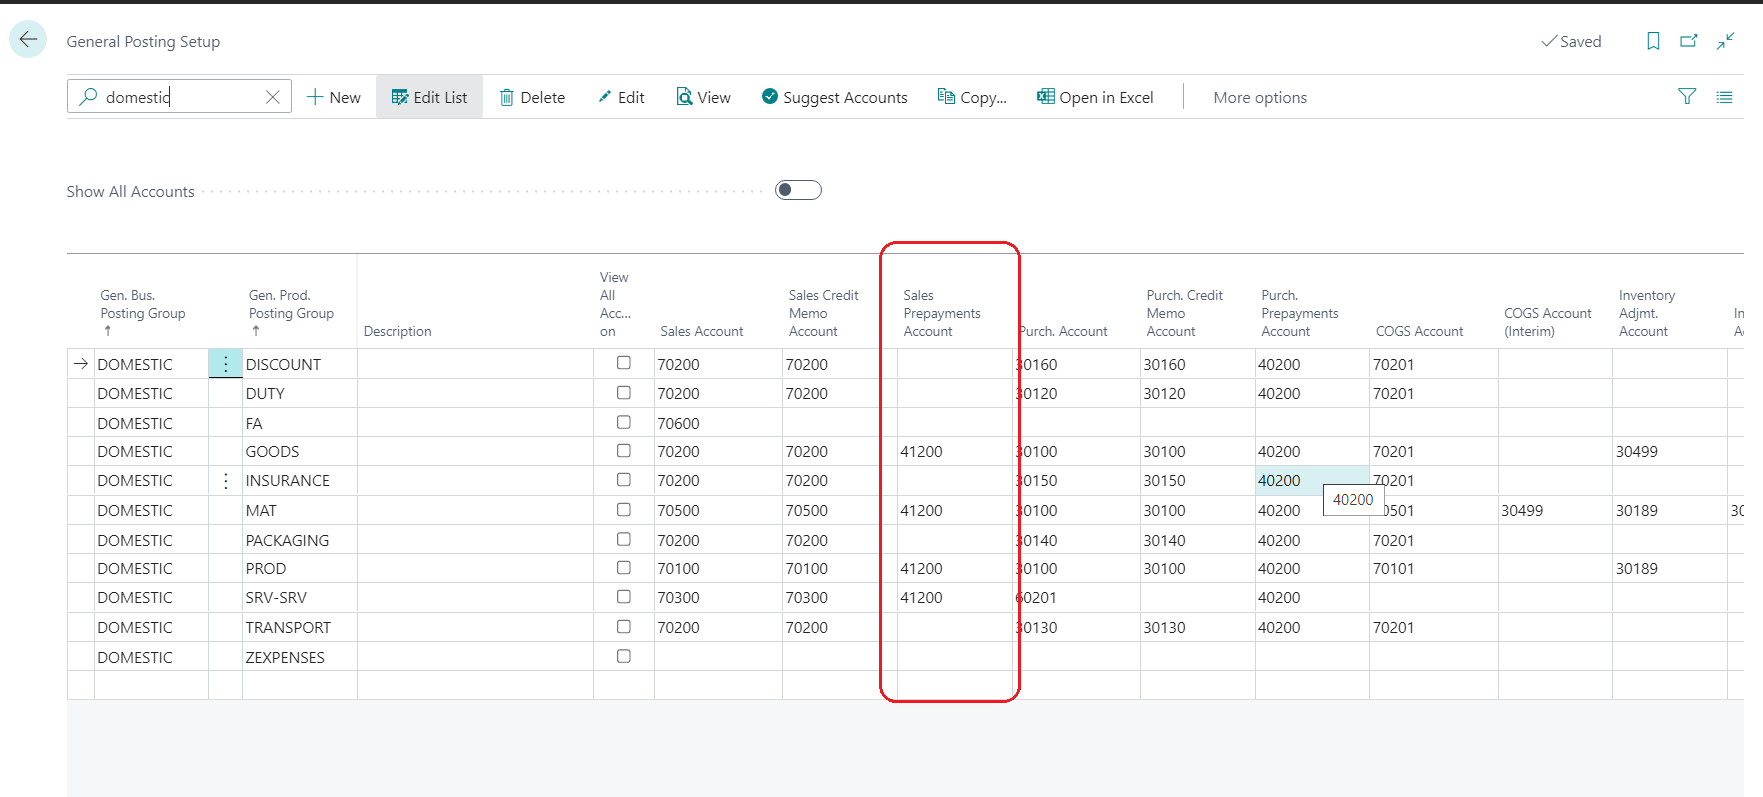 General Posting Setup
Saved
domestic
New
Edit List
Delete
Edit
View
Suggest Accounts
Copy...
Open in Excel
More options
Show All Accounts
Gen. Bus. Posting Group ↑ Gen. Prod. Posting Group ↑ Description View All Acc... on Sales Account Sales Credit Memo Account Sales Prepayments Account Purch. Account Purch. Credit Memo Account Purch. Prepayments Account COGS Account COGS Account (Interim) Inventory Adjmt. Account
DOMESTIC DISCOUNT 70200 70200 30160 30160 40200 70201
DOMESTIC DUTY 70200 70200 30120 30120 40200 70201
DOMESTIC FA 70600
DOMESTIC GOODS 70200 70200 41200 30100 30100 40200 70201 30499
DOMESTIC INSURANCE 70200 70200 30150 30150 40200 70201
40200
DOMESTIC MAT 70500 70500 41200 30100 30100 40200 0501 30499 30189 30
DOMESTIC PACKAGING 70200 70200 30140 30140 40200 70201
DOMESTIC PROD 70100 70100 41200 30100 30100 40200 70101 30189
DOMESTIC SRV-SRV 70300 70300 41200 60201 40200
DOMESTIC TRANSPORT 70200 70200 30130 30130 40200 70201
DOMESTIC ZEXPENSES